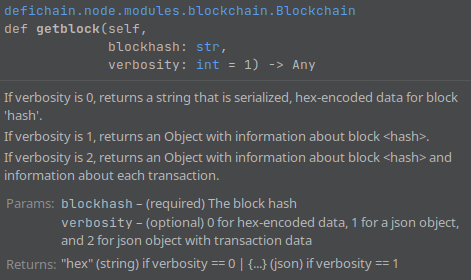 defichain.node.modules.blockchain.Blockchain
def getblock(self,
             blockhash: str,
             verbosity: int = 1) -> Any
If verbosity is 0, returns a string that is serialized, hex-encoded data for block
'hash'.
If verbosity is 1, returns an Object with information about block <hash>.
If verbosity is 2, returns an Object with information about block <hash> and
information about each transaction.
Params: blockhash – (required) The block hash
verbosity – (optional) 0 for hex-encoded data, 1 for a json object,
and 2 for json object with transaction data
Returns: "hex" (string) if verbosity == 0 | {...} (json) if verbosity == 1